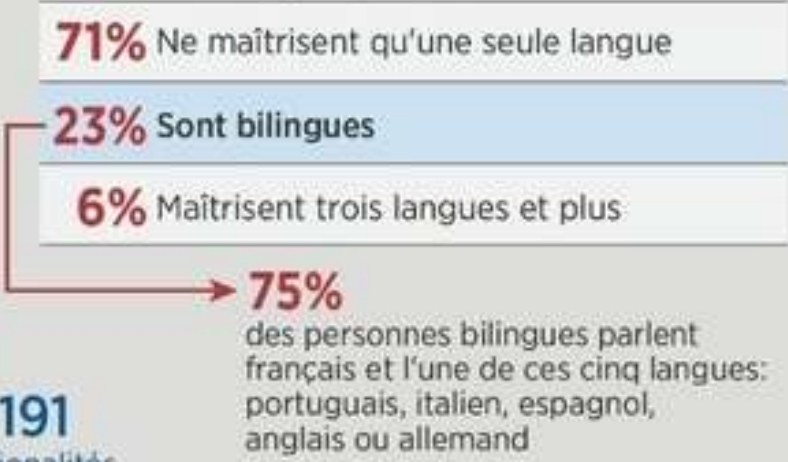 71% Ne maîtrisent qu'une seule langue
23% Sont bilingues
6% Maîtrisent trois langues et plus
75%
des personnes bilingues parlent
français et l'une de ces cinq langues:
portuguais, italien, espagnol,
anglais ou allemand
191